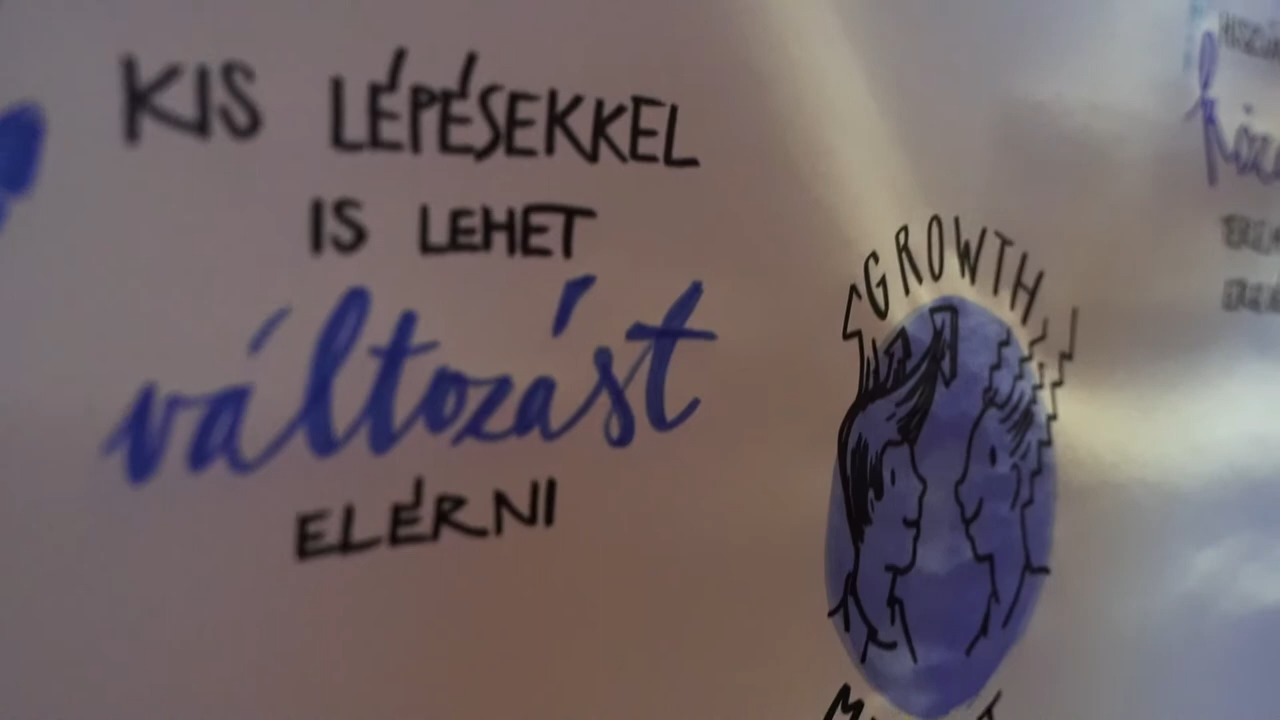 KIS LÉPÉSEKKEL
IS LEHET
változást
ELÉRNI
GROWTH